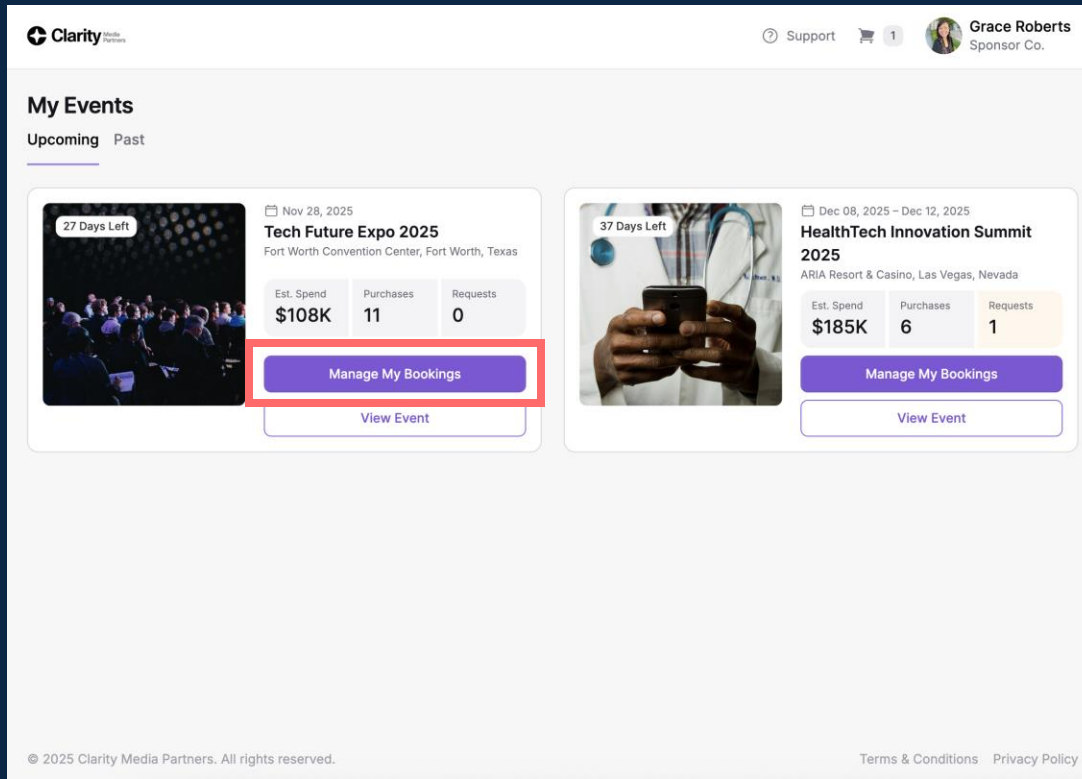 Clarity Media Partners
Support
1
Grace Roberts
Sponsor Co.
My Events
Upcoming Past
27 Days Left
Nov 28, 2025
Tech Future Expo 2025
Fort Worth Convention Center, Fort Worth, Texas
Est. Spend Purchases Requests
$108K 11 0
Manage My Bookings
View Event
37 Days Left
Dec 08, 2025 – Dec 12, 2025
HealthTech Innovation Summit
2025
ARIA Resort & Casino, Las Vegas, Nevada
Est. Spend Purchases Requests
$185K 6 1
Manage My Bookings
View Event
© 2025 Clarity Media Partners. All rights reserved.
Terms & Conditions Privacy Policy